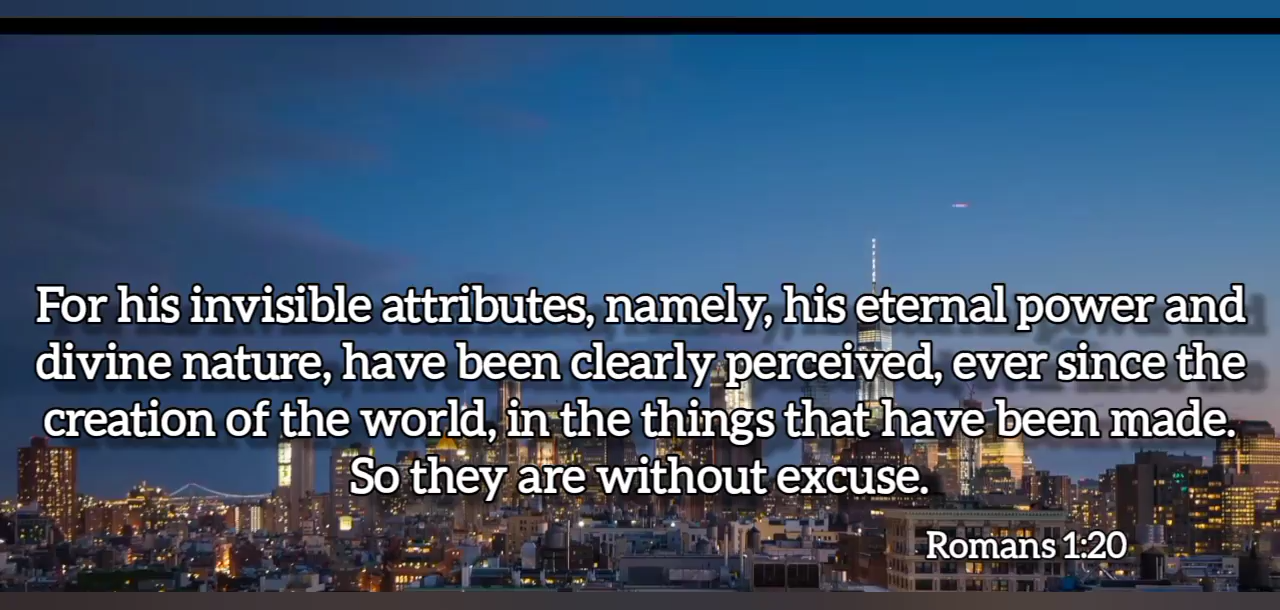 For his invisible attributes, namely, his eternal power and
divine nature, have been clearly perceived, ever since the
creation of the world, in the things that have been made.
So they are without excuse.
Romans 1:20